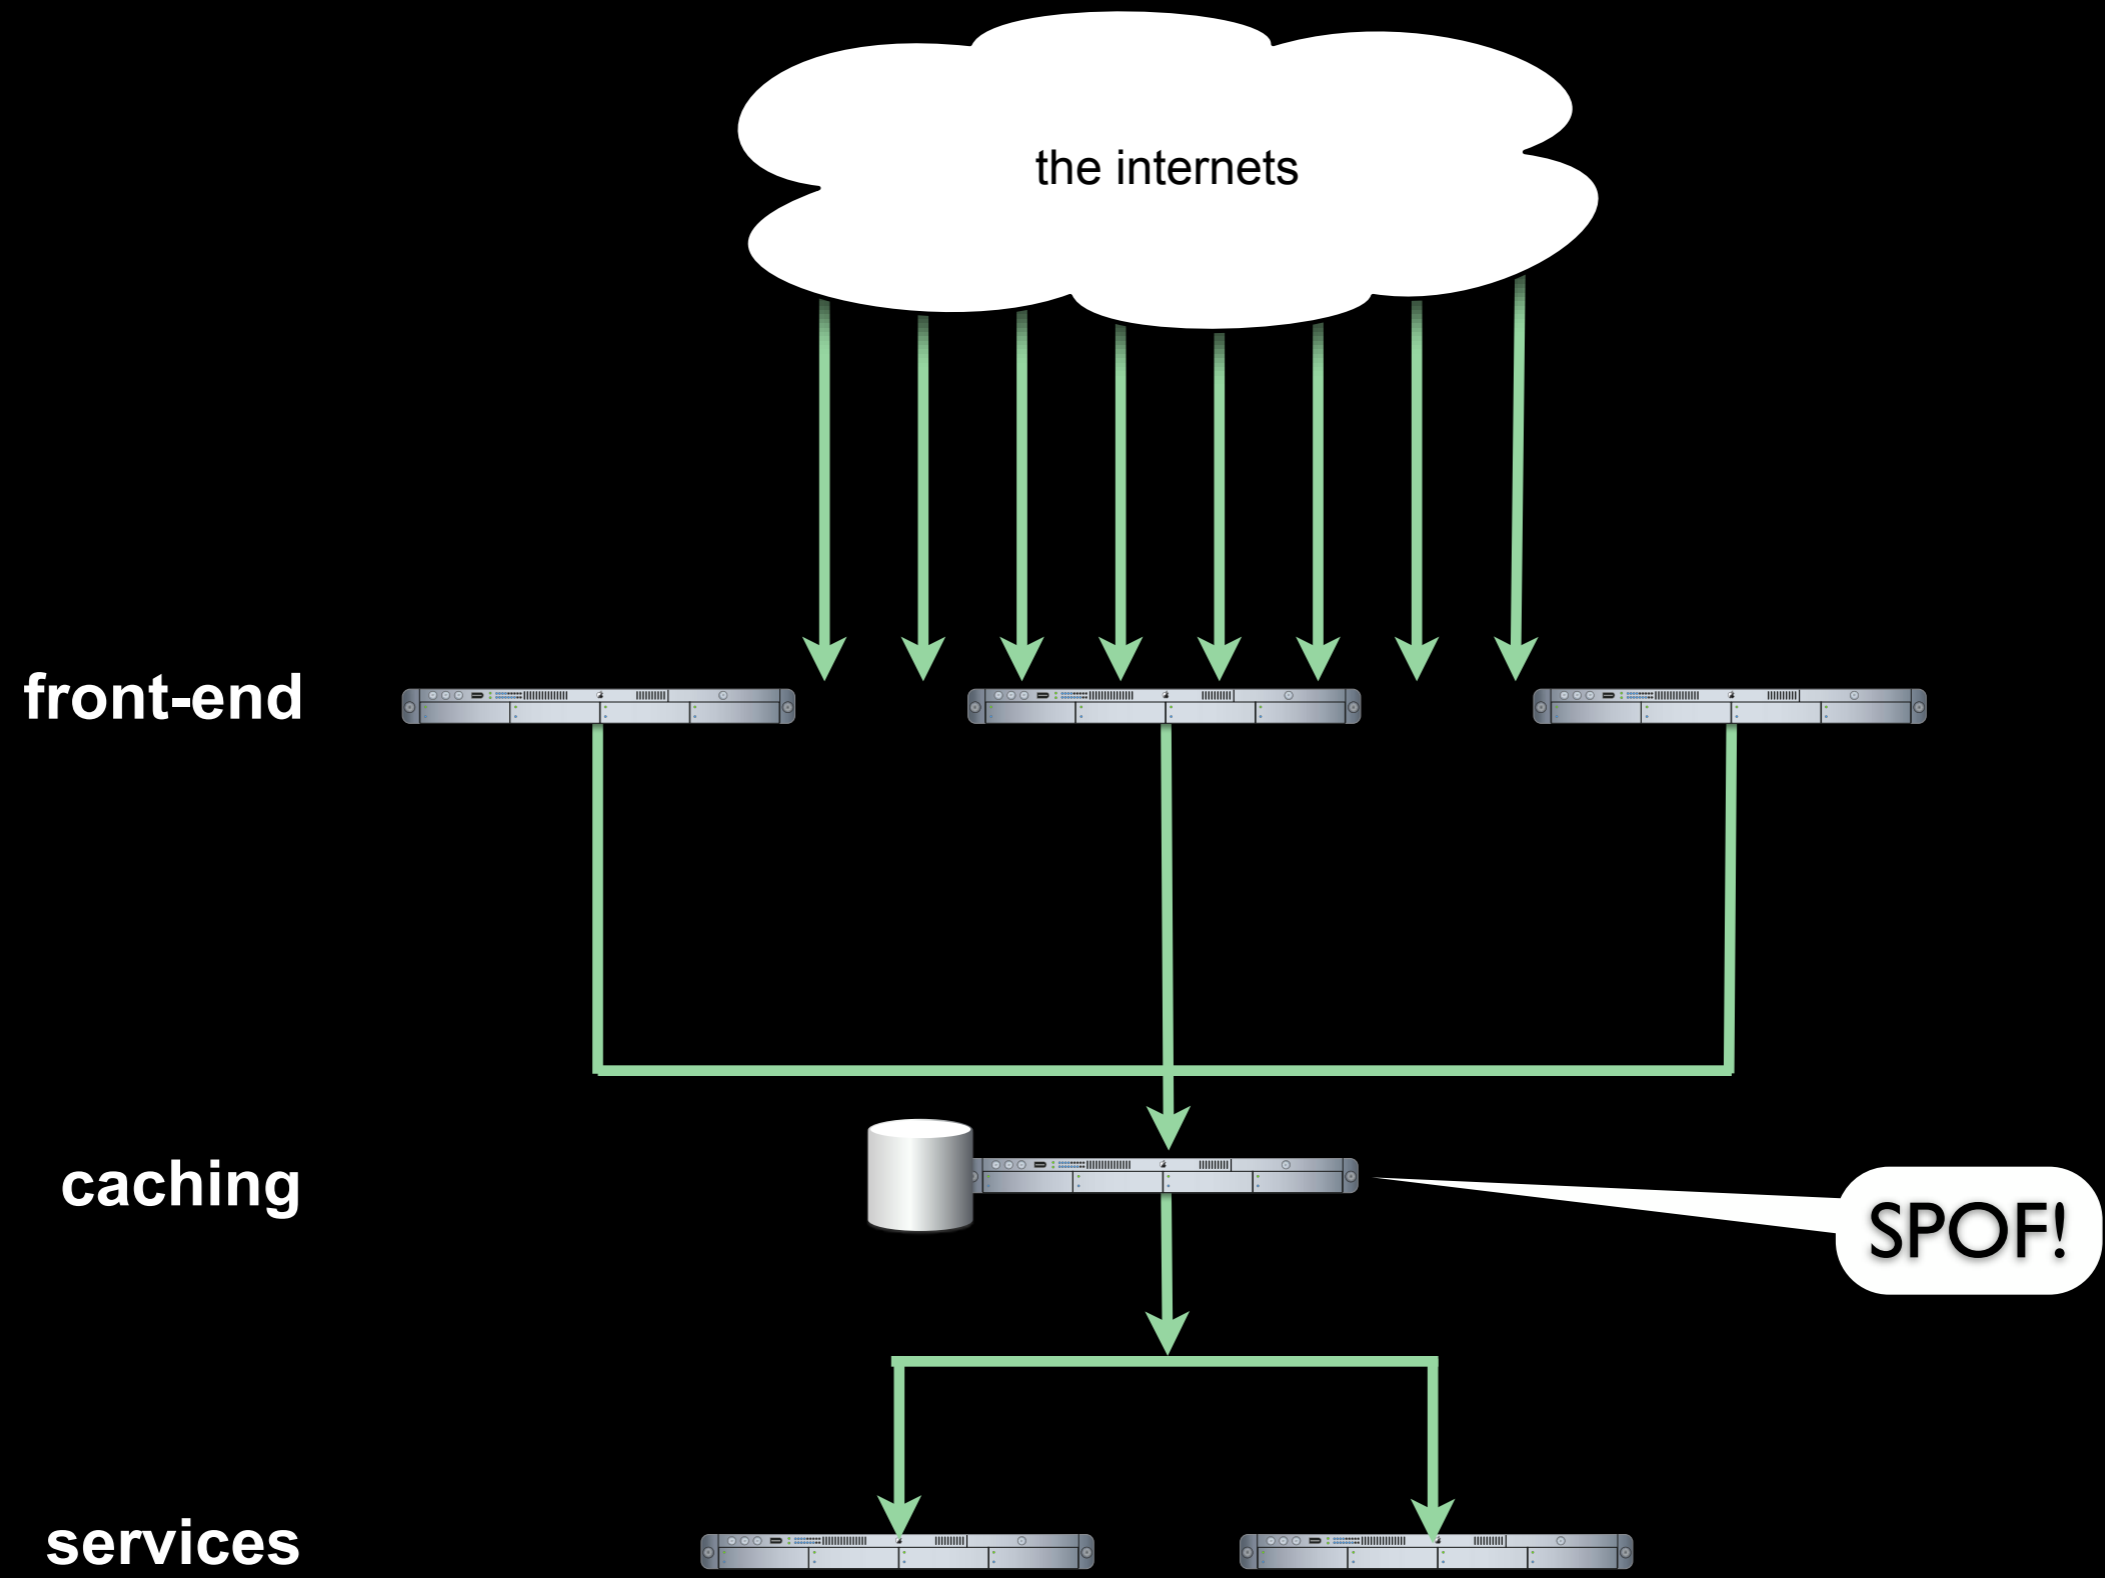 the internets
front-end
caching
SPOF!
services